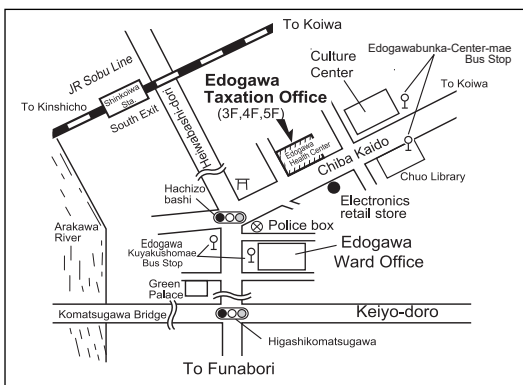 To Koiwa
JR Sobu Line
Shinkoiwa
Sta.
To Kinshicho
South Exit
Heiwabashi-dori
Edogawabunka-Center-mae
Bus Stop
Culture
Center
To Koiwa
Edogawa
Taxation Office
(3F,4F,5F)
Edogawa
Health Center
Chiba Kaido
Chuo Library
Electronics
retail store
Hachizo
bashi
Police box
Arakawa
River
Edogawa
Kuyakushomae
Bus Stop
Edogawa
Ward Office
Green
Palace
Komatsugawa Bridge
Keiyo-doro
Higashikomatsugawa
To Funabori